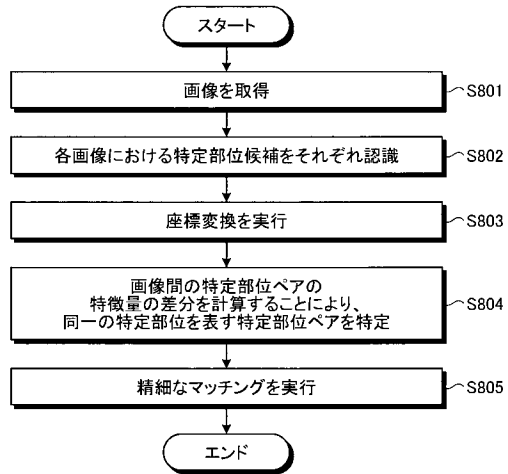 スタート
画像を取得
S801
各画像における特定部位候補をそれぞれ認識
S802
座標変換を実行
S803
画像間の特定部位ペアの
特徴量の差分を計算することにより、
同一の特定部位を表す特定部位ペアを特定
S804
精細なマッチングを実行
S805
エンド